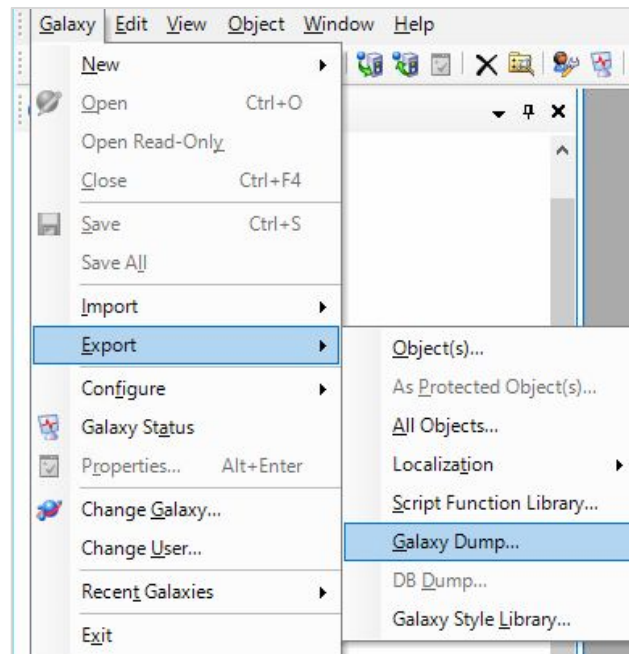 Galaxy Edit View Object Window Help
New
Open Ctrl+O
Open Read-Only
Close Ctrl+F4
Save Ctrl+S
Save All
Import
Export
Configure
Galaxy Status
Properties... Alt+Enter
Change Galaxy...
Change User...
Recent Galaxies
Exit
Object(s)...
As Protected Object(s)...
All Objects...
Localization
Script Function Library...
Galaxy Dump...
DB Dump...
Galaxy Style Library...